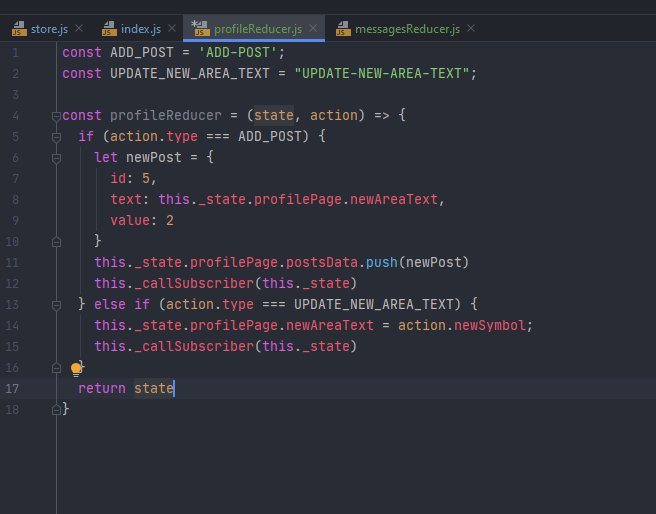 store.js index.js profileReducer.js messagesReducer.js
1 const ADD_POST = 'ADD-POST';
2 const UPDATE_NEW_AREA_TEXT = "UPDATE-NEW-AREA-TEXT";
3
4 const profileReducer = (state, action) => {
5   if (action.type === ADD_POST) {
6     let newPost = {
7       id: 5,
8       text: this._state.profilePage.newAreaText,
9       value: 2
10     }
11     this._state.profilePage.postsData.push(newPost)
12     this._callSubscriber(this._state)
13   } else if (action.type === UPDATE_NEW_AREA_TEXT) {
14     this._state.profilePage.newAreaText = action.newSymbol;
15     this._callSubscriber(this._state)
16   }
17   return state
18 }